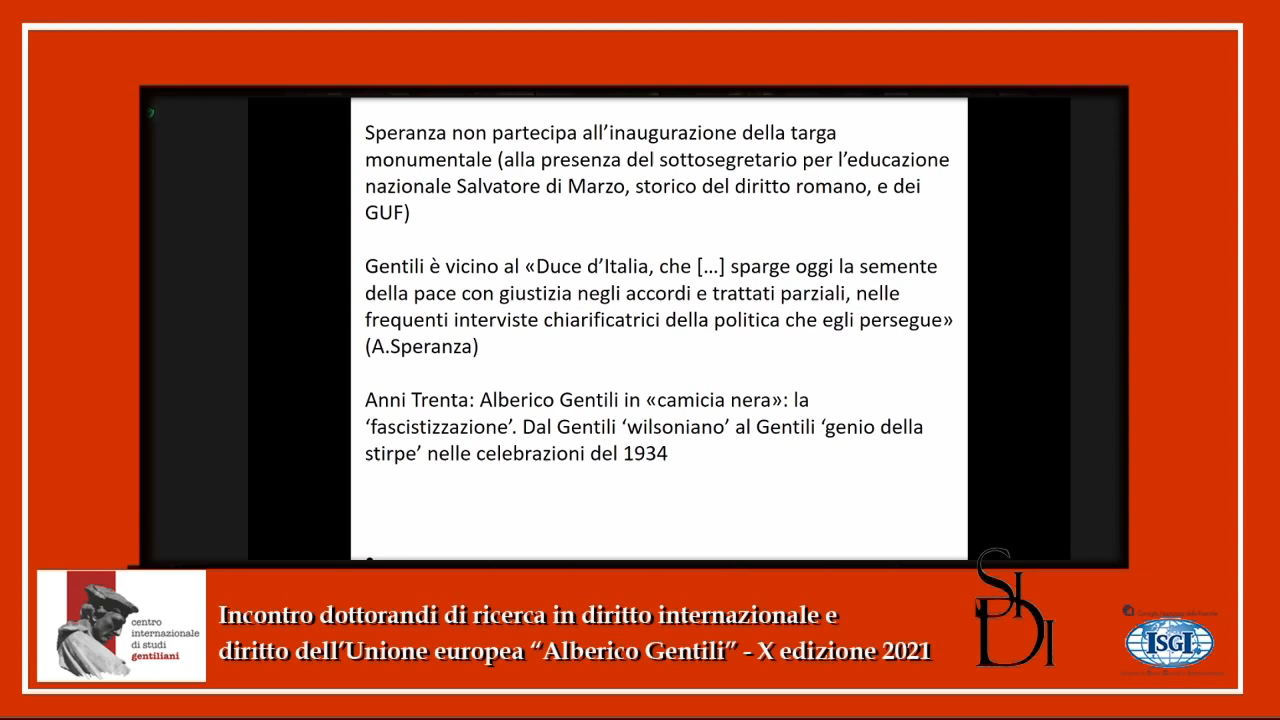 Speranza non partecipa all’inaugurazione della targa
monumentale (alla presenza del sottosegretario per l’educazione
nazionale Salvatore di Marzo, storico del diritto romano, e dei
GUF)
Gentili è vicino al «Duce d’Italia, che […] sparge oggi la semente
della pace con giustizia negli accordi e trattati parziali, nelle
frequenti interviste chiarificatrici della politica che egli persegue»
(A.Speranza)
Anni Trenta: Alberico Gentili in «camicia nera»: la
‘fascistizzazione’. Dal Gentili ‘wilsoniano’ al Gentili ‘genio della
stirpe’ nelle celebrazioni del 1934
centro
internazionale
di studi
gentiliani
Incontro dottorandi di ricerca in diritto internazionale e
diritto dell’Unione europea “Alberico Gentili” - X edizione 2021
SIDI
ISGI